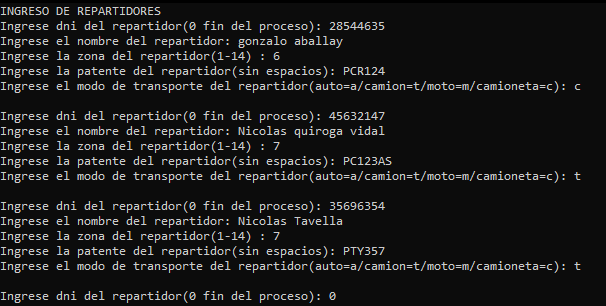 INGRESO DE REPARTIDORES
Ingrese dni del repartidor(0 fin del proceso): 28544635
Ingrese el nombre del repartidor: gonzalo aballay
Ingrese la zona del repartidor(1-14) : 6
Ingrese la patente del repartidor(sin espacios): PCR124
Ingrese el modo de transporte del repartidor(auto=a/camion=t/moto=m/camioneta=c): c
Ingrese dni del repartidor(0 fin del proceso): 45632147
Ingrese el nombre del repartidor: Nicolas quiroga vidal
Ingrese la zona del repartidor(1-14) : 7
Ingrese la patente del repartidor(sin espacios): PC123AS
Ingrese el modo de transporte del repartidor(auto=a/camion=t/moto=m/camioneta=c): t
Ingrese dni del repartidor(0 fin del proceso): 35696354
Ingrese el nombre del repartidor: Nicolas Tavella
Ingrese la zona del repartidor(1-14) : 7
Ingrese la patente del repartidor(sin espacios): PTY357
Ingrese el modo de transporte del repartidor(auto=a/camion=t/moto=m/camioneta=c): t
Ingrese dni del repartidor(0 fin del proceso): 0